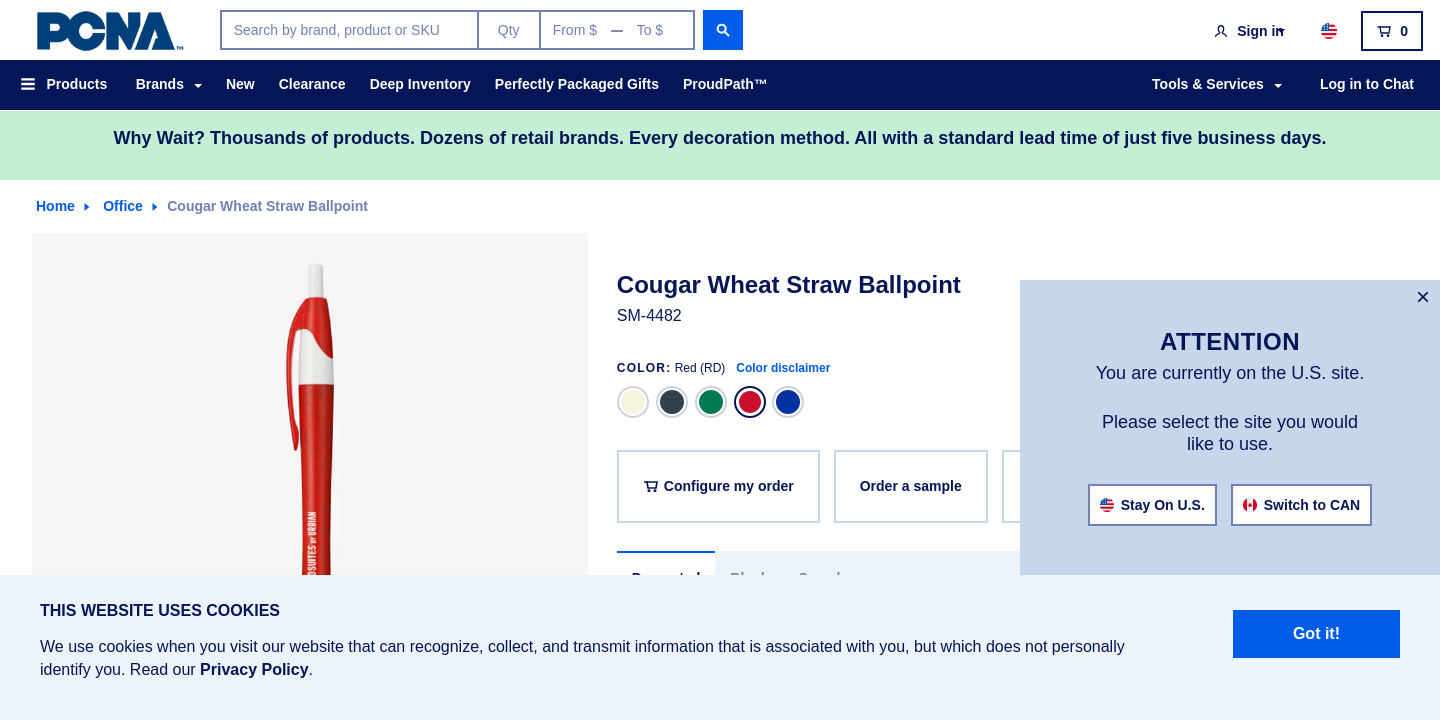 PCNA™
Search by brand, product or SKU
Qty
From $ — To $
Sign in
0
Products
Brands
New
Clearance
Deep Inventory
Perfectly Packaged Gifts
ProudPath™
Tools & Services
Log in to Chat
Why Wait? Thousands of products. Dozens of retail brands. Every decoration method. All with a standard lead time of just five business days.
Home
Office
Cougar Wheat Straw Ballpoint
Cougar Wheat Straw Ballpoint
SM-4482
COLOR: Red (RD) Color disclaimer
Configure my order
Order a sample
SUITES BY URBIAN
×
ATTENTION
You are currently on the U.S. site.
Please select the site you would
like to use.
Stay On U.S.
Switch to CAN
THIS WEBSITE USES COOKIES
We use cookies when you visit our website that can recognize, collect, and transmit information that is associated with you, but which does not personally
identify you. Read our Privacy Policy.
Got it!